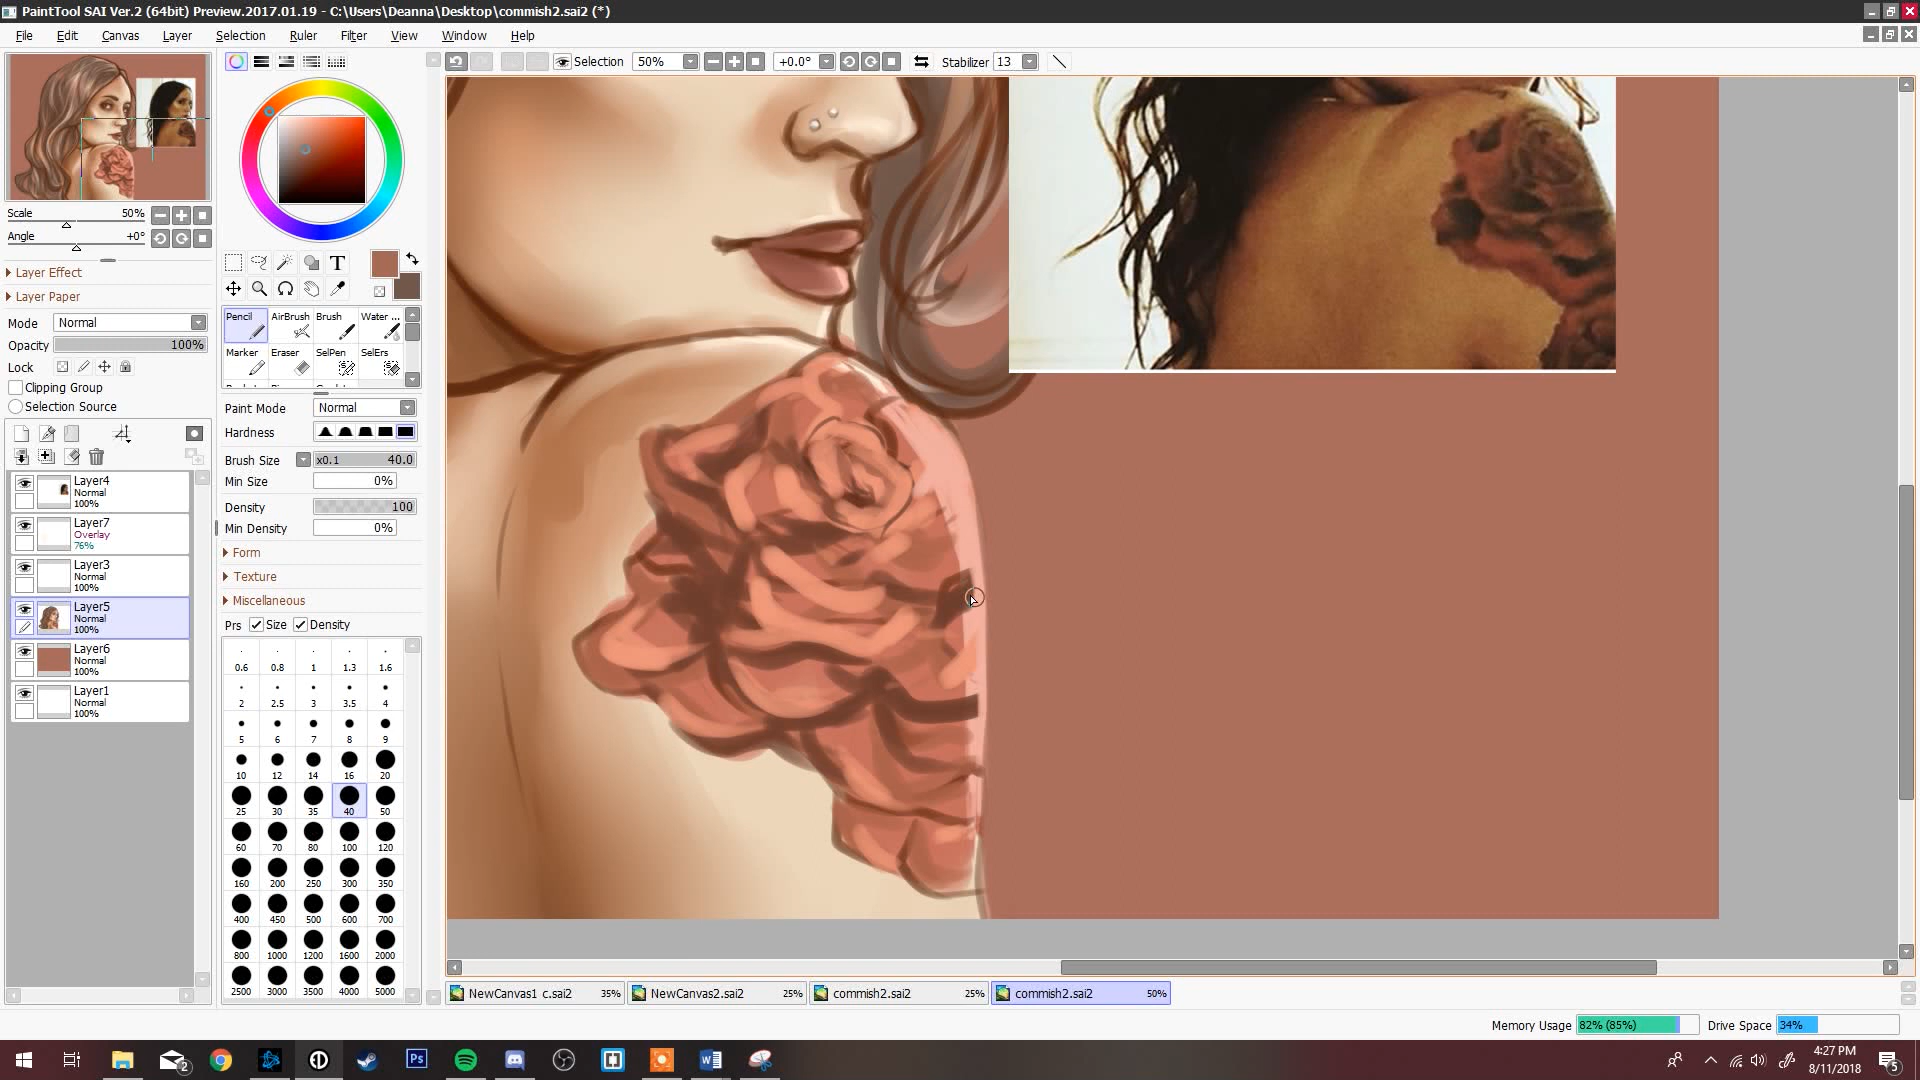 PaintTool SAI Ver.2 (64bit) Preview.2017.01.19 - C:\Users\Deanna\Desktop\commish2.sai2 (*)
File Edit Canvas Layer Selection Ruler Filter View Window Help
Selection 50% +0.0° Stabilizer 13
Scale 50%
Angle +0°
Layer Effect
Layer Paper
Mode Normal
Opacity 100%
Lock
Clipping Group
Selection Source
Layer4
Normal
100%
Layer7
Overlay
76%
Layer3
Normal
100%
Layer5
Normal
100%
Layer6
Normal
100%
Layer1
Normal
100%
T
Pencil AirBrush Brush Water ...
Marker Eraser SelPen SelErs
Paint Mode Normal
Hardness
Brush Size x0.1 40.0
Min Size 0%
Density 100
Min Density 0%
Form
Texture
Miscellaneous
Prs Size Density
0.6 0.8 1 1.3 1.6
2 2.5 3 3.5 4
5 6 7 8 9
10 12 14 16 20
25 30 35 40 50
60 70 80 100 120
160 200 250 300 350
400 450 500 600 700
800 1000 1200 1600 2000
2500 3000 3500 4000 5000
NewCanvas1 c.sai2 35% NewCanvas2.sai2 25% commish2.sai2 25% commish2.sai2 50%
Memory Usage 82% (85%) Drive Space 34%
2 Ps 4:27 PM
8/11/2018 5